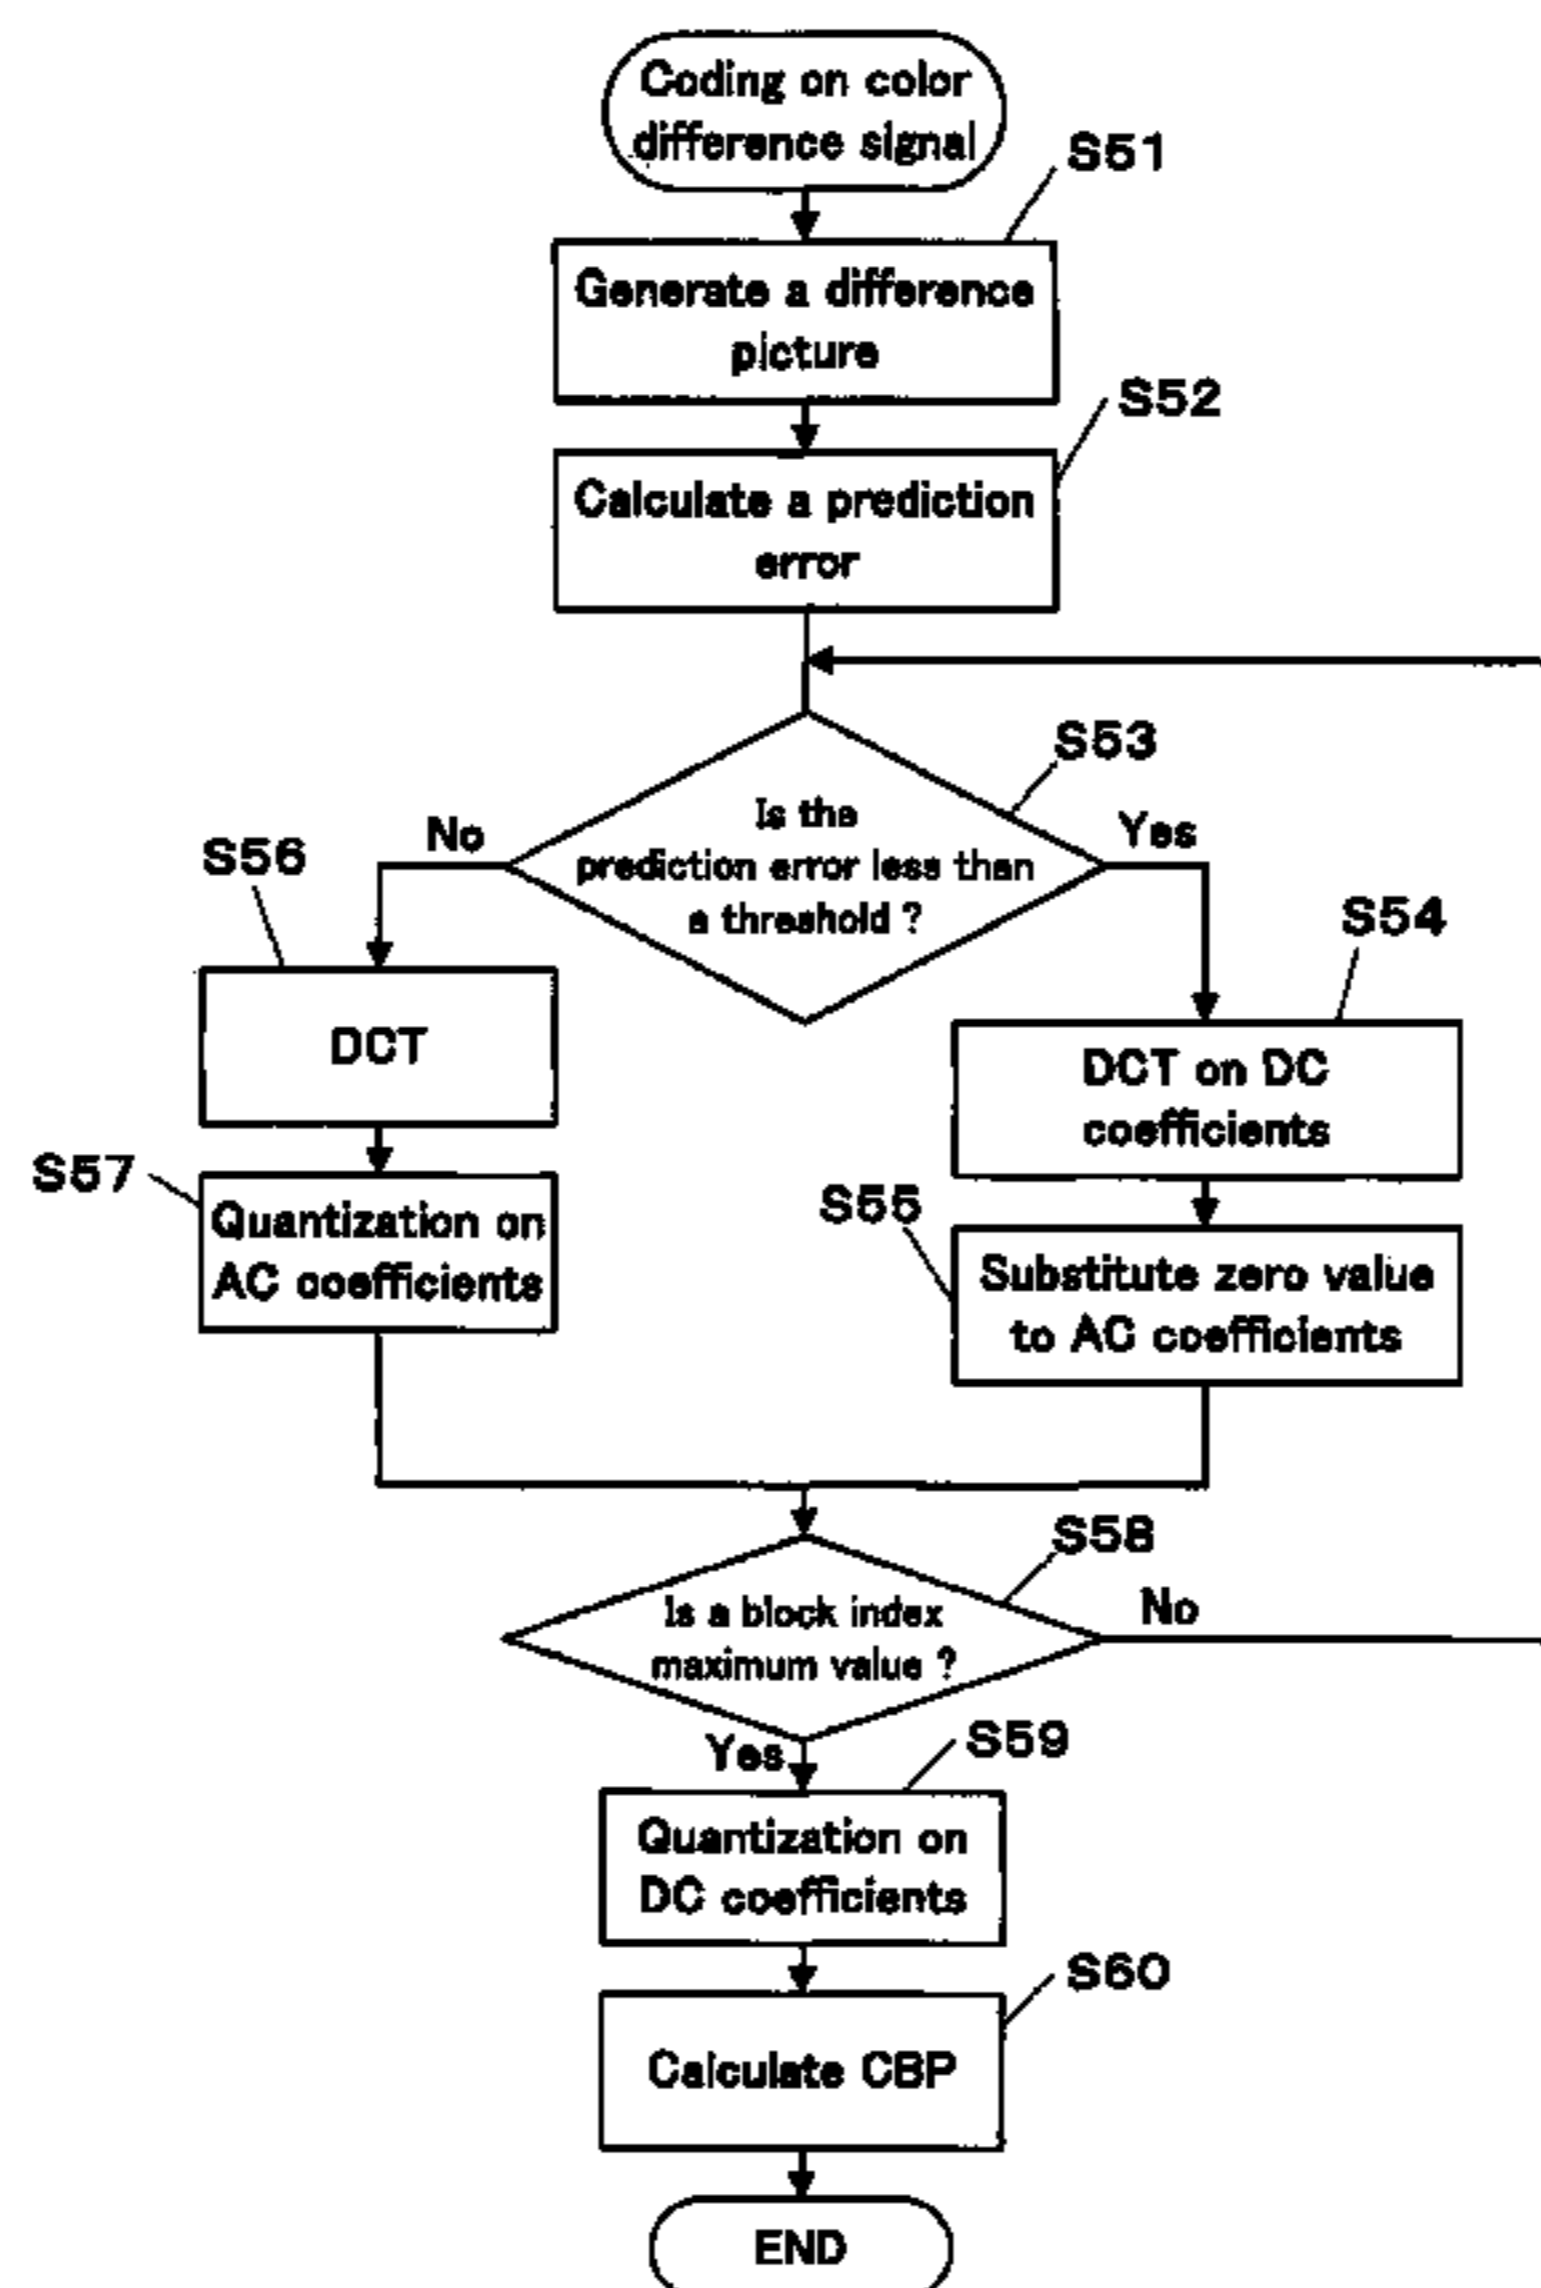 Coding on color
difference signal
S51
Generate a difference
picture
S52
Calculate a prediction
error
S53
Is the
prediction error less than
a threshold ?
No
Yes
S56
S54
DCT
DCT on DC
coefficients
S57
Quantization on
AC coefficients
S55
Substitute zero value
to AC coefficients
S58
Is a block index
maximum value ?
No
Yes
S59
Quantization on
DC coefficients
S60
Calculate CBP
END